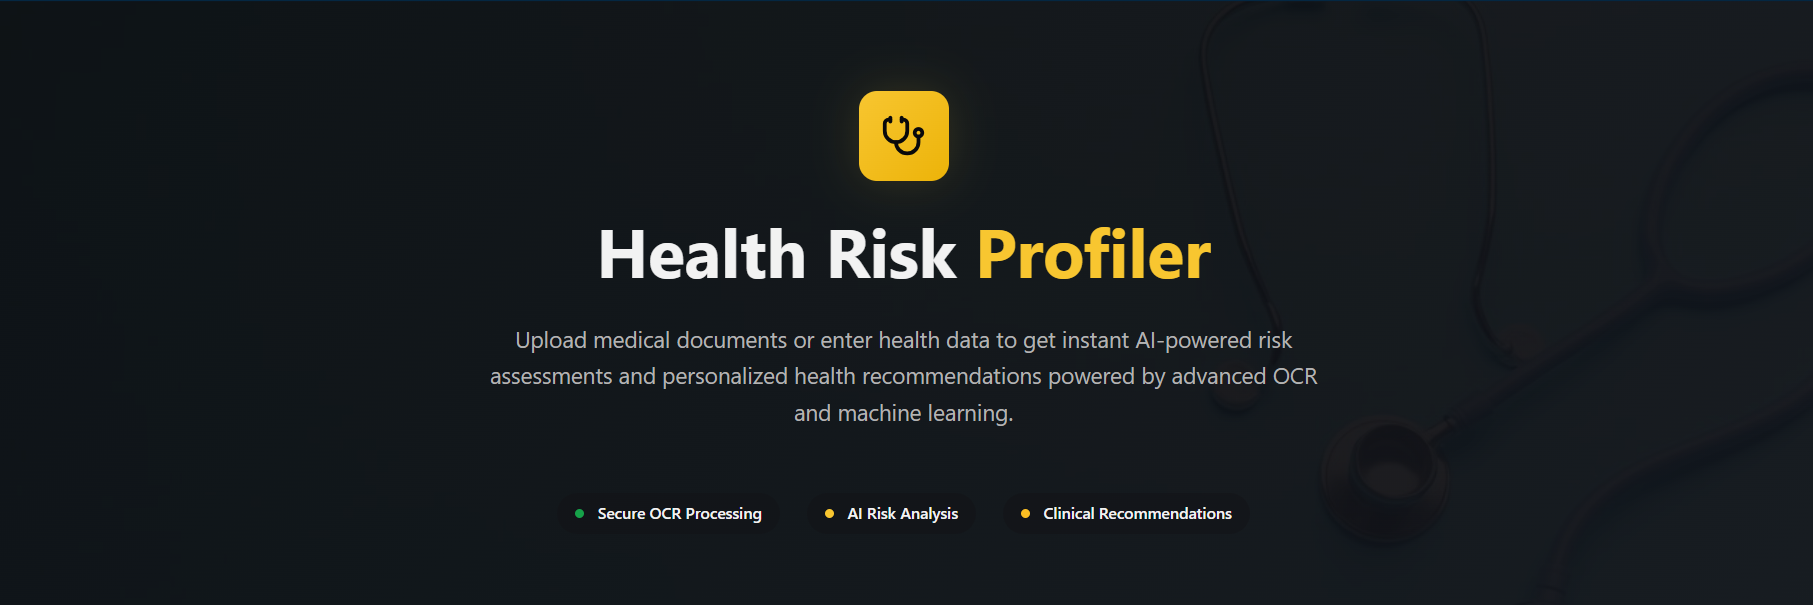 Health Risk Profiler
Upload medical documents or enter health data to get instant AI-powered risk
assessments and personalized health recommendations powered by advanced OCR
and machine learning.
Secure OCR Processing
AI Risk Analysis
Clinical Recommendations